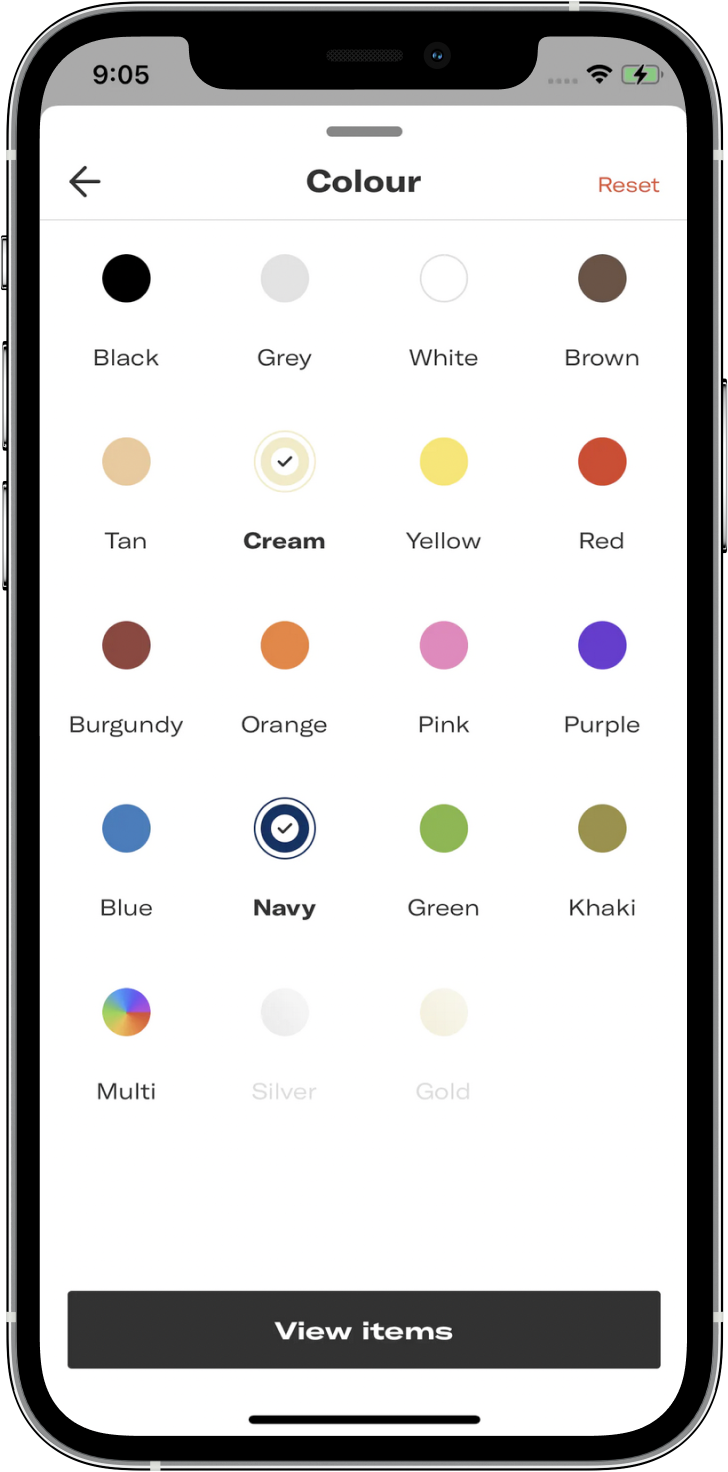 9:05
Colour
Reset
Black Grey White Brown
Tan Cream Yellow Red
Burgundy Orange Pink Purple
Blue Navy Green Khaki
Multi Silver Gold
View items